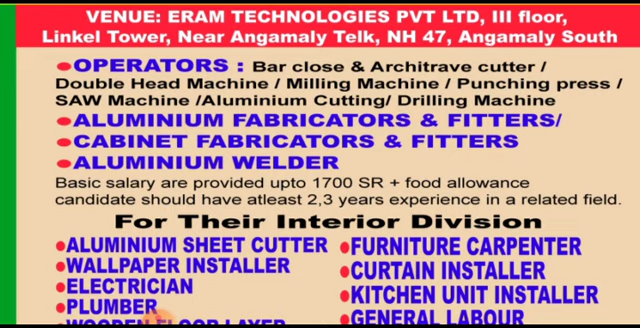 VENUE: ERAM TECHNOLOGIES PVT LTD, III floor,
Linkel Tower, Near Angamaly Telk, NH 47, Angamaly South
•OPERATORS : Bar close & Architrave cutter /
Double Head Machine / Milling Machine / Punching press /
SAW Machine /Aluminium Cutting/ Drilling Machine
•ALUMINIUM FABRICATORS & FITTERS/
•CABINET FABRICATORS & FITTERS
•ALUMINIUM WELDER
Basic salary are provided upto 1700 SR + food allowance
candidate should have atleast 2,3 years experience in a related field.
For Their Interior Division
•ALUMINIUM SHEET CUTTER
•WALLPAPER INSTALLER
•ELECTRICIAN
•PLUMBER
•WOODEN FLOOR LAYER
•FURNITURE CARPENTER
•CURTAIN INSTALLER
•KITCHEN UNIT INSTALLER
•GENERAL LABOUR